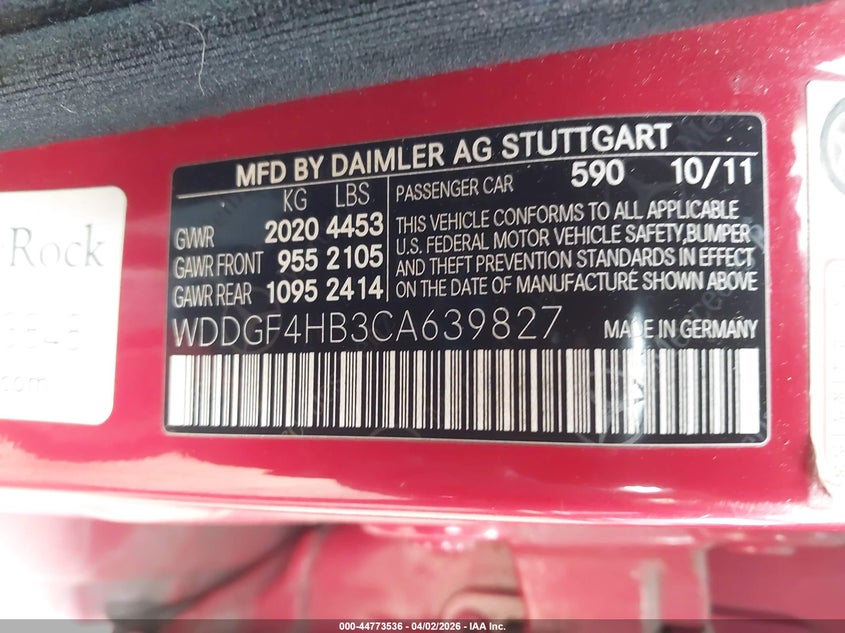 MFD BY DAIMLER AG STUTTGART
KG LBS
GVWR 2020 4453
GAWR FRONT 955 2105
GAWR REAR 1095 2414
PASSENGER CAR 590 10/11
THIS VEHICLE CONFORMS TO ALL APPLICABLE
U.S. FEDERAL MOTOR VEHICLE SAFETY,BUMPER
AND THEFT PREVENTION STANDARDS IN EFFECT
ON THE DATE OF MANUFACTURE SHOWN ABOVE
WDDGF4HB3CA639827 MADE IN GERMANY
Rock
.com
000-44773536 - 04/02/2026 - IAA Inc.